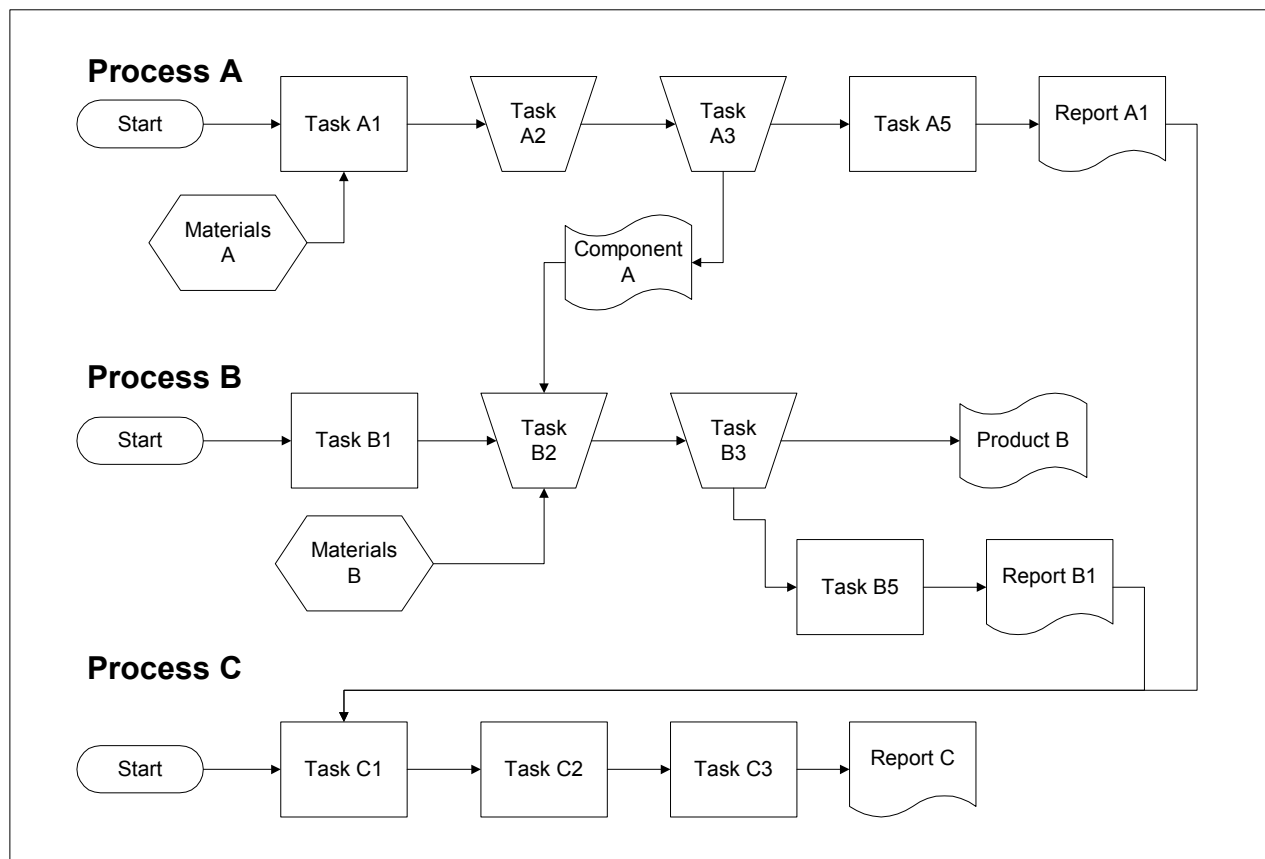 Process A
Start
Task A1
Task
A2
Task
A3
Task A5
Report A1
Materials
A
Component
A
Process B
Start
Task B1
Task
B2
Task
B3
Product B
Materials
B
Task B5
Report B1
Process C
Start
Task C1
Task C2
Task C3
Report C